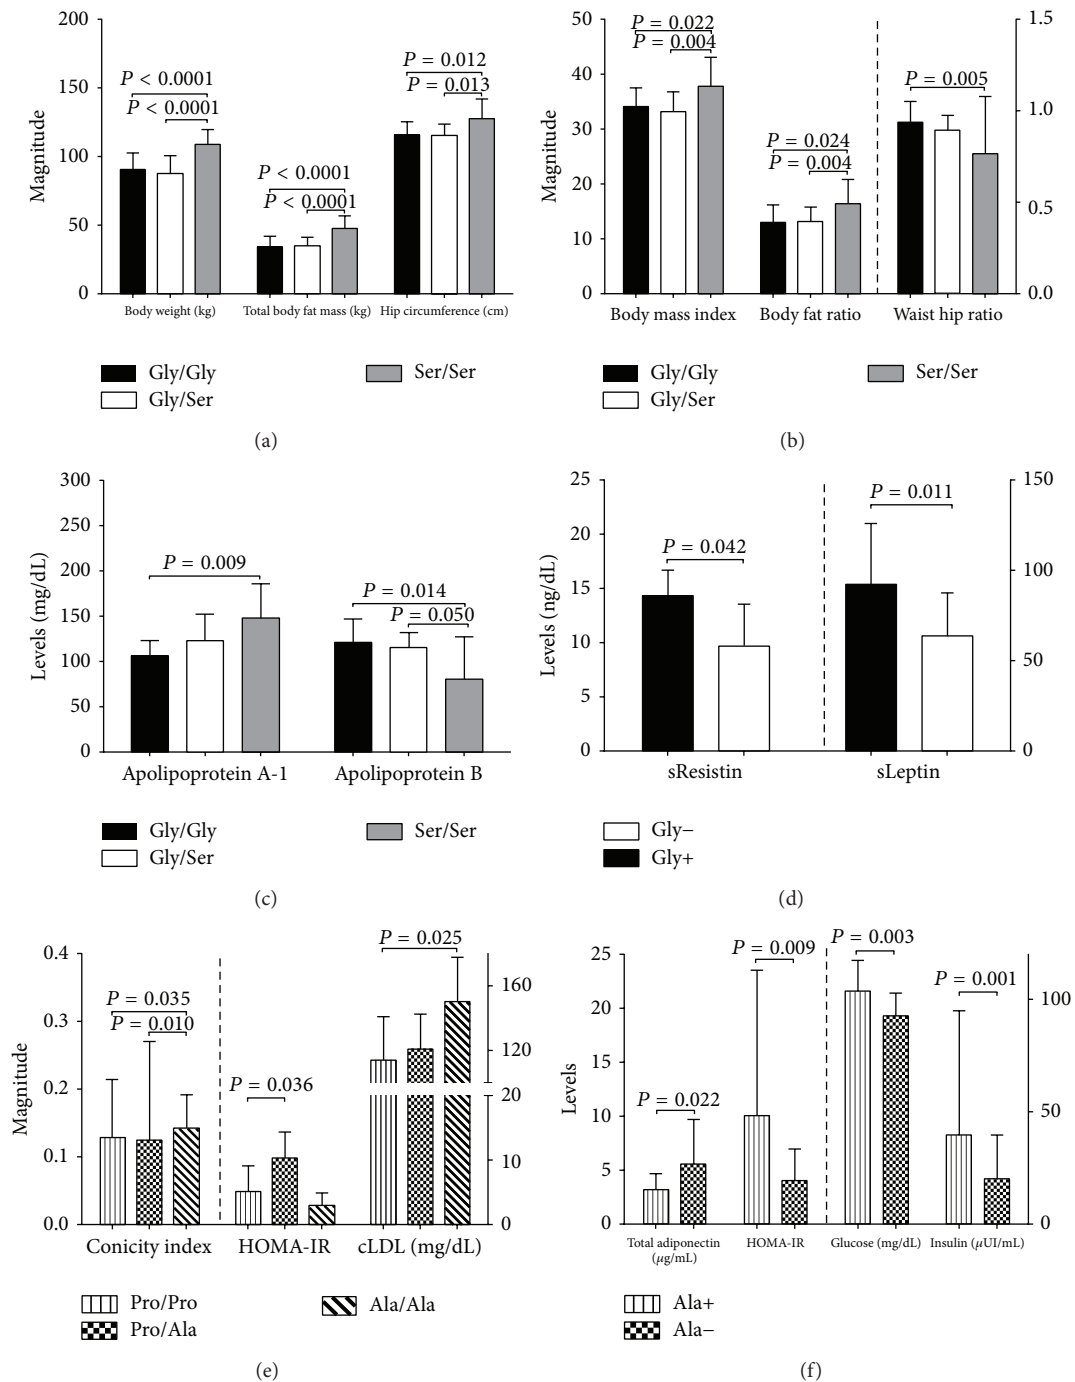 200
150
100
50
0
Magnitude
P < 0.0001
P < 0.0001
P < 0.0001
P < 0.0001
P = 0.012
P = 0.013
Body weight (kg) Total body fat mass (kg) Hip circumference (cm)
Gly/Gly
Gly/Ser
Ser/Ser
(a)
50
40
30
20
10
0
Magnitude
P = 0.022
P = 0.004
P = 0.024
P = 0.004
P = 0.005
1.5
1.0
0.5
0.0
Body mass index Body fat ratio Waist hip ratio
Gly/Gly
Gly/Ser
Ser/Ser
(b)
300
250
200
150
100
50
0
Levels (mg/dL)
P = 0.009
P = 0.014
P = 0.050
Apolipoprotein A-1 Apolipoprotein B
Gly/Gly
Gly/Ser
Ser/Ser
(c)
25
20
15
10
5
0
Levels (ng/dL)
P = 0.042
P = 0.011
150
100
50
0
sResistin sLeptin
Gly−
Gly+
(d)
0.4
0.3
0.2
0.1
0.0
Magnitude
P = 0.035
P = 0.010
P = 0.036
P = 0.025
160
120
20
10
0
Conicity index HOMA-IR cLDL (mg/dL)
Pro/Pro
Pro/Ala
Ala/Ala
(e)
25
20
15
10
5
0
Levels
P = 0.022
P = 0.009
P = 0.003
P = 0.001
100
50
0
Total adiponectin
(μg/mL)
HOMA-IR Glucose (mg/dL) Insulin (μUI/mL)
Ala+
Ala−
(f)